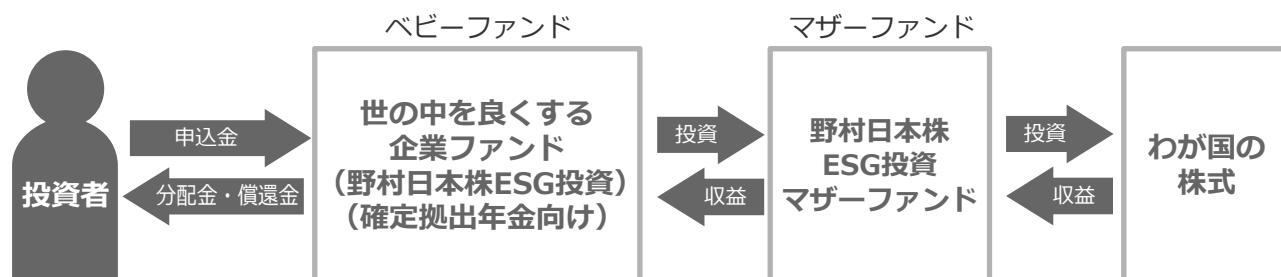 ベビーファンド
マザーファンド
投資者
申込金
分配金・償還金
世の中を良くする
企業ファンド
（野村日本株ESG投資）
（確定拠出年金向け）
投資
収益
野村日本株
ESG投資
マザーファンド
投資
収益
わが国の
株式